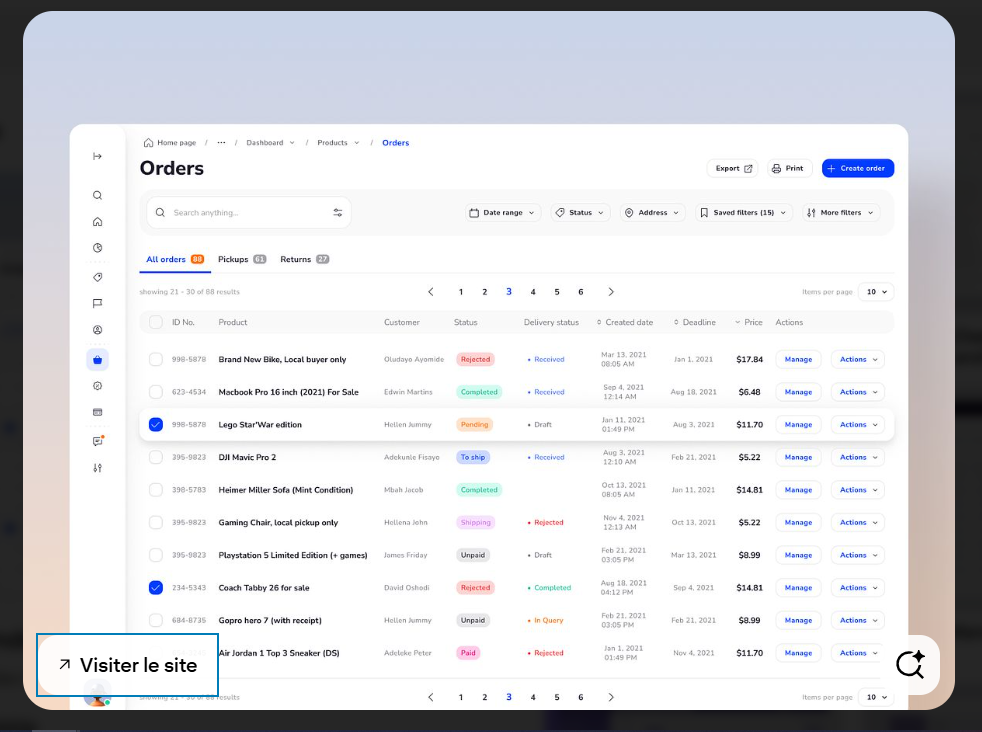 Home page / ... / Dashboard / Products / Orders
Orders
Export Print + Create order
Search anything... Date range Status Address Saved filters (15) More filters
All orders 88 Pickups 61 Returns 27
showing 21 - 30 of 88 results < 1 2 3 4 5 6 > Items per page 10
ID No. Product Customer Status Delivery status Created date Deadline Price Actions
998-5878 Brand New Bike, Local buyer only Oludayo Ayomide Rejected • Received Mar 13, 2021 08:05 AM Jan 1, 2021 $17.84 Manage Actions
623-4534 Macbook Pro 16 inch (2021) For Sale Edwin Martins Completed • Received Sep 4, 2021 12:14 AM Aug 18, 2021 $6.48 Manage Actions
998-5878 Lego Star'War edition Hellen Jummy Pending • Draft Jan 11, 2021 01:49 PM Aug 3, 2021 $11.70 Manage Actions
395-9823 DJI Mavic Pro 2 Adekunle Fisayo To ship • Received Aug 3, 2021 12:10 AM Feb 21, 2021 $5.22 Manage Actions
398-5783 Heimer Miller Sofa (Mint Condition) Mbah Jacob Completed Oct 13, 2021 08:05 AM Jan 11, 2021 $14.81 Manage Actions
395-9823 Gaming Chair, local pickup only Hellena John Shipping • Rejected Nov 4, 2021 12:13 AM Oct 13, 2021 $5.22 Manage Actions
395-9823 Playstation 5 Limited Edition (+ games) James Friday Unpaid • Draft Feb 21, 2021 03:05 PM Mar 13, 2021 $8.99 Manage Actions
234-5343 Coach Tabby 26 for sale David Oshodi Rejected • Completed Aug 18, 2021 04:12 PM Sep 4, 2021 $14.81 Manage Actions
684-8735 Gopro hero 7 (with receipt) Hellen Jummy Unpaid • In Query Feb 21, 2021 03:05 PM Feb 21, 2021 $8.99 Manage Actions
Air Jordan 1 Top 3 Sneaker (DS) Adeleke Peter Paid • Rejected Jan 1, 2021 01:49 PM Nov 4, 2021 $11.70 Manage Actions
Visiter le site
showing 21 - 30 of 88 results < 1 2 3 4 5 6 > Items per page 10